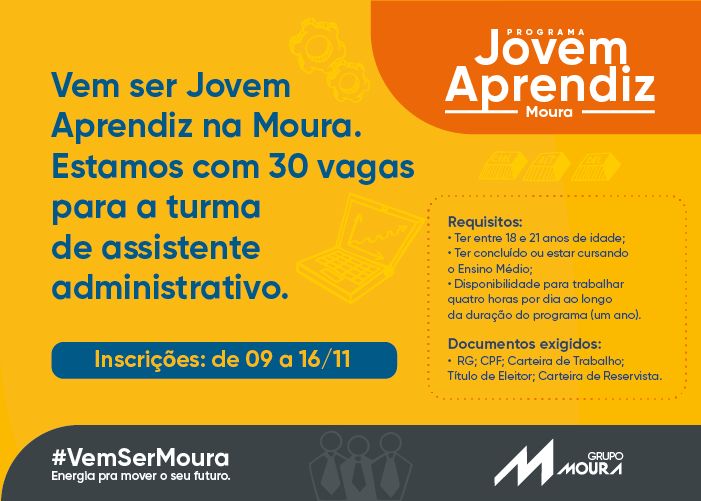 PROGRAMA
Jovem
Aprendiz
Moura
Vem ser Jovem
Aprendiz na Moura.
Estamos com 30 vagas
para a turma
de assistente
administrativo.
Inscrições: de 09 a 16/11
Requisitos:
• Ter entre 18 e 21 anos de idade;
• Ter concluído ou estar cursando
o Ensino Médio;
• Disponibilidade para trabalhar
quatro horas por dia ao longo
da duração do programa (um ano).
Documentos exigidos:
• RG; CPF; Carteira de Trabalho;
Título de Eleitor; Carteira de Reservista.
#VemSerMoura
Energia pra mover o seu futuro.
GRUPO
MOURA